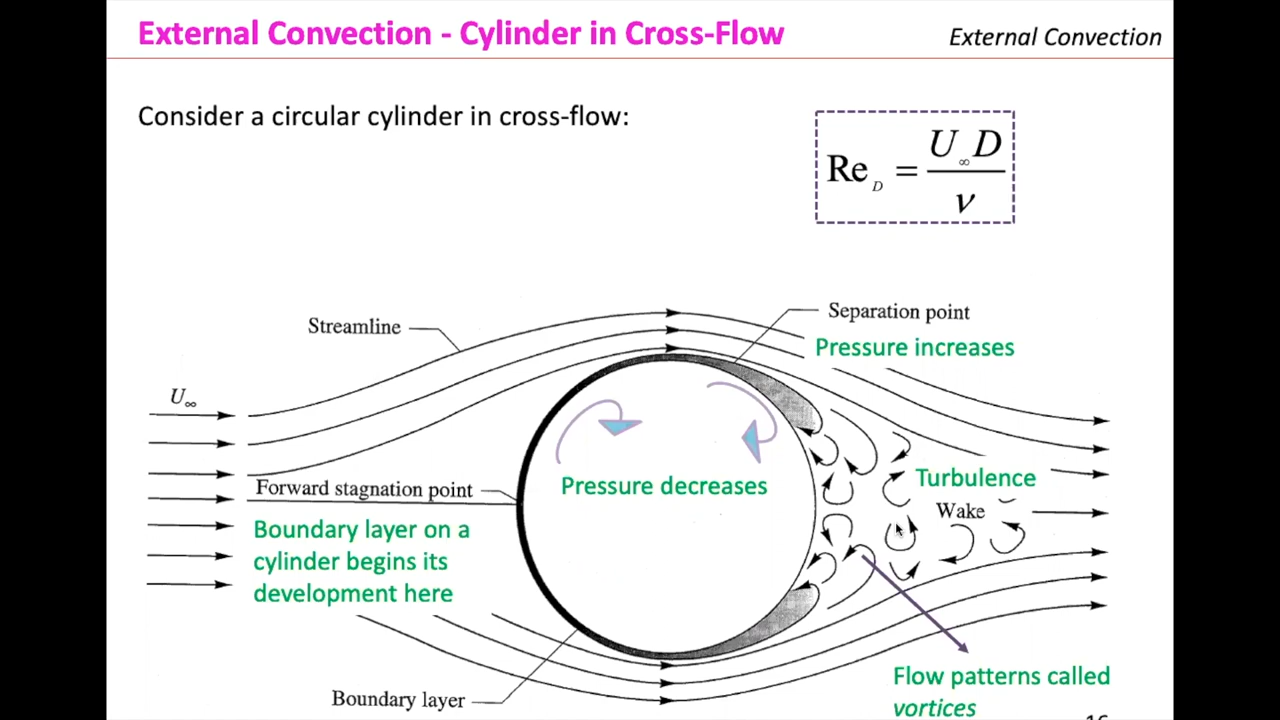 External Convection - Cylinder in Cross-Flow
External Convection
Consider a circular cylinder in cross-flow:
Re_D = U_∞ D / ν
Streamline
Separation point
Pressure increases
U_∞
Forward stagnation point
Pressure decreases
Turbulence
Wake
Boundary layer on a
cylinder begins its
development here
Boundary layer
Flow patterns called
vortices